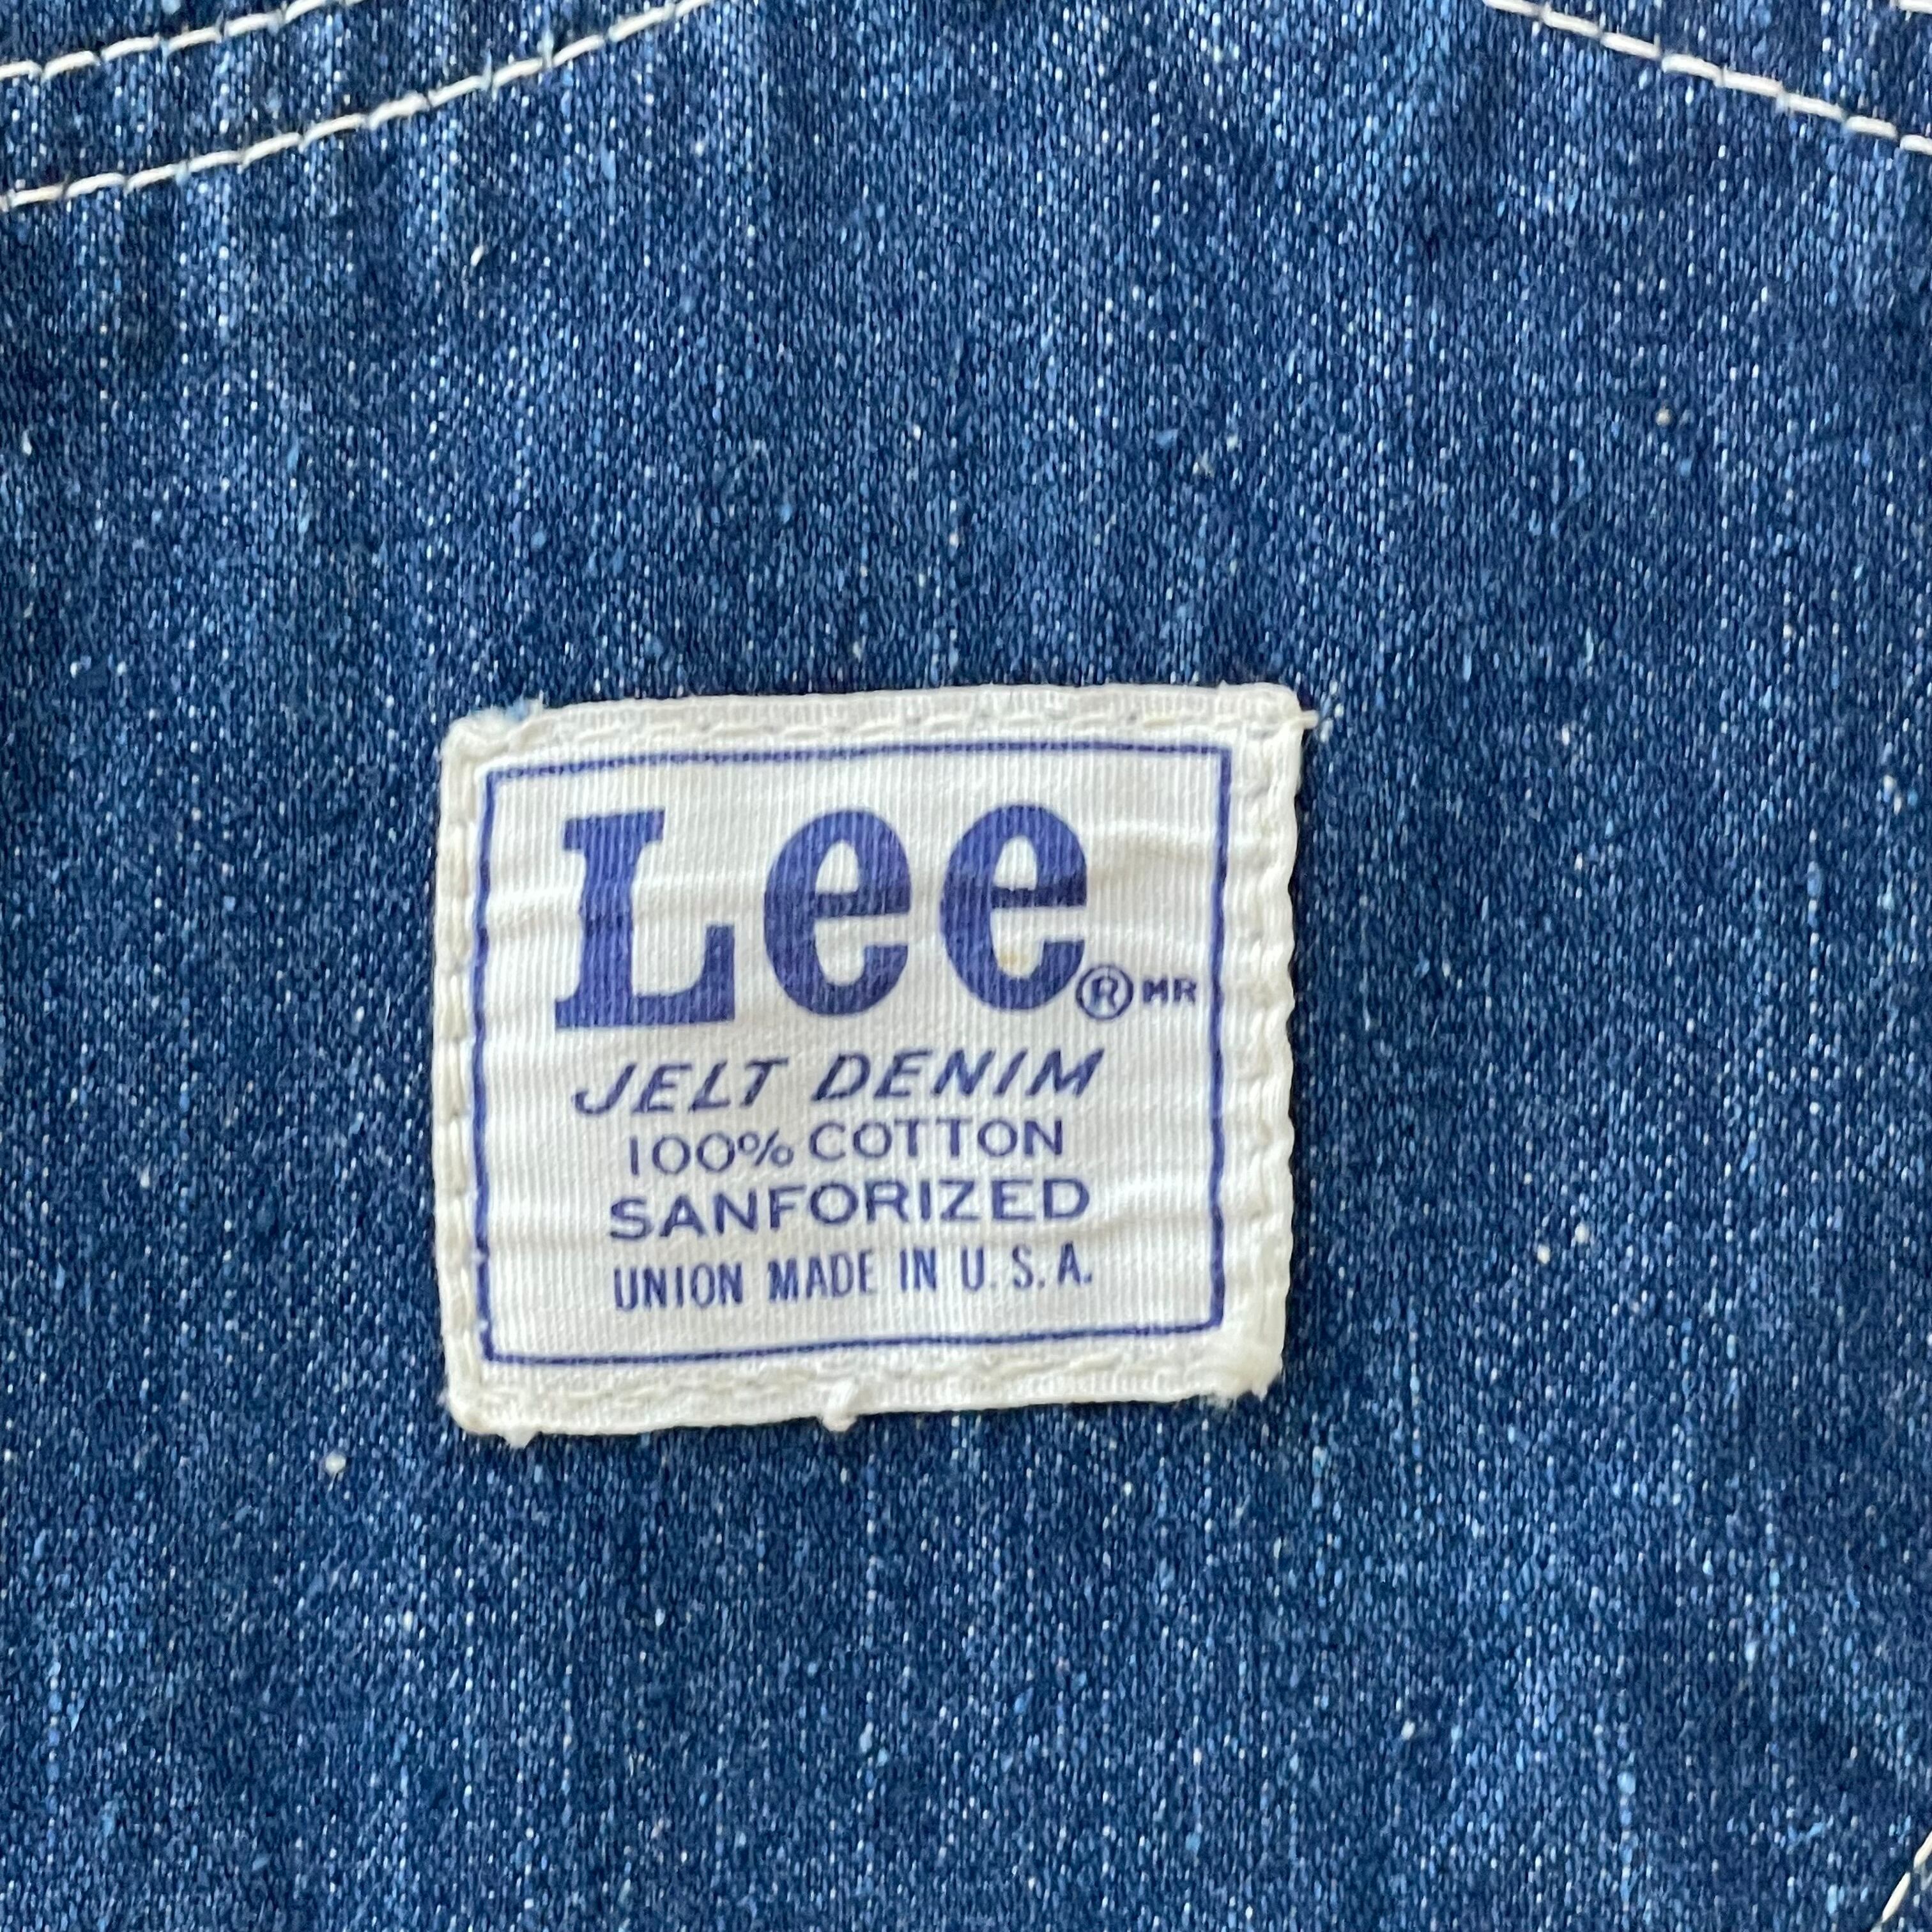 Lee® MR
JELT DENIM
100% COTTON
SANFORIZED
UNION MADE IN U.S.A.